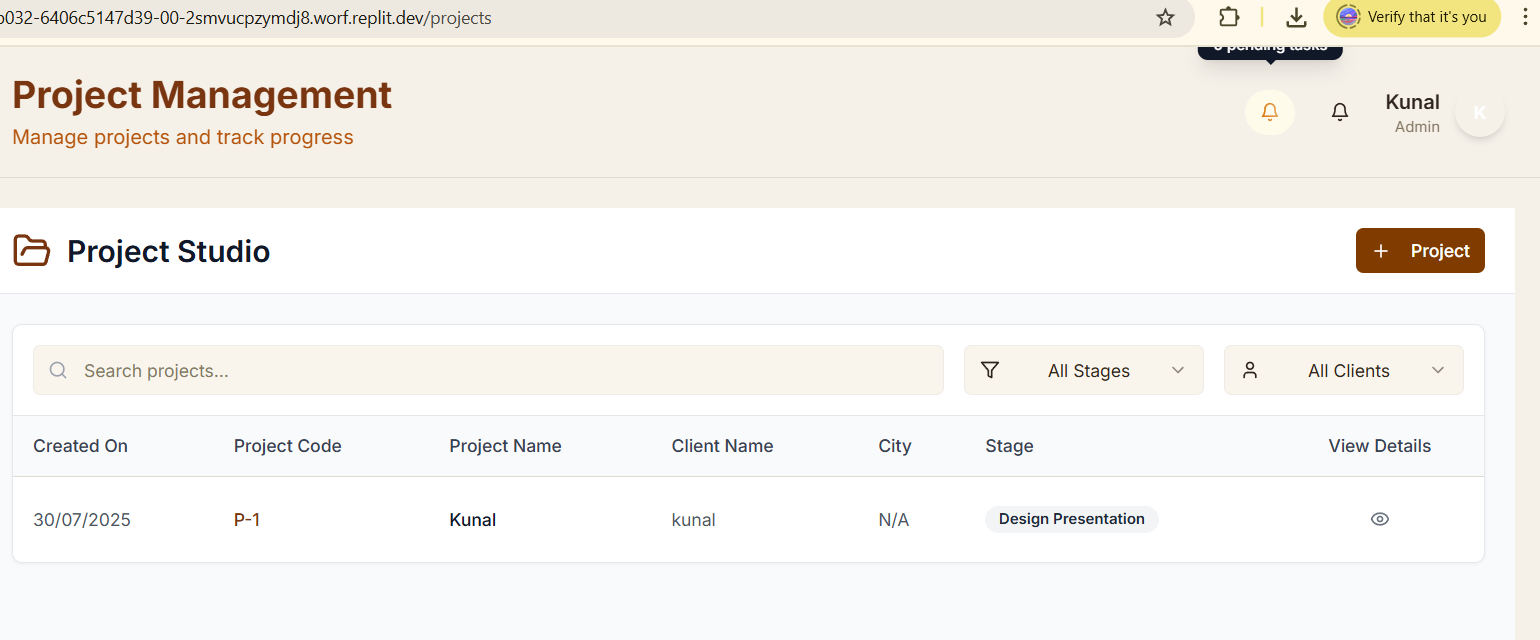 032-6406c5147d39-00-2smvucpzymdj8.worf.replit.dev/projects
Verify that it's you
pending tasks
Project Management
Manage projects and track progress
Kunal
Admin
K
Project Studio
+ Project
Search projects...
All Stages
All Clients
Created On Project Code Project Name Client Name City Stage View Details
30/07/2025 P-1 Kunal kunal N/A Design Presentation